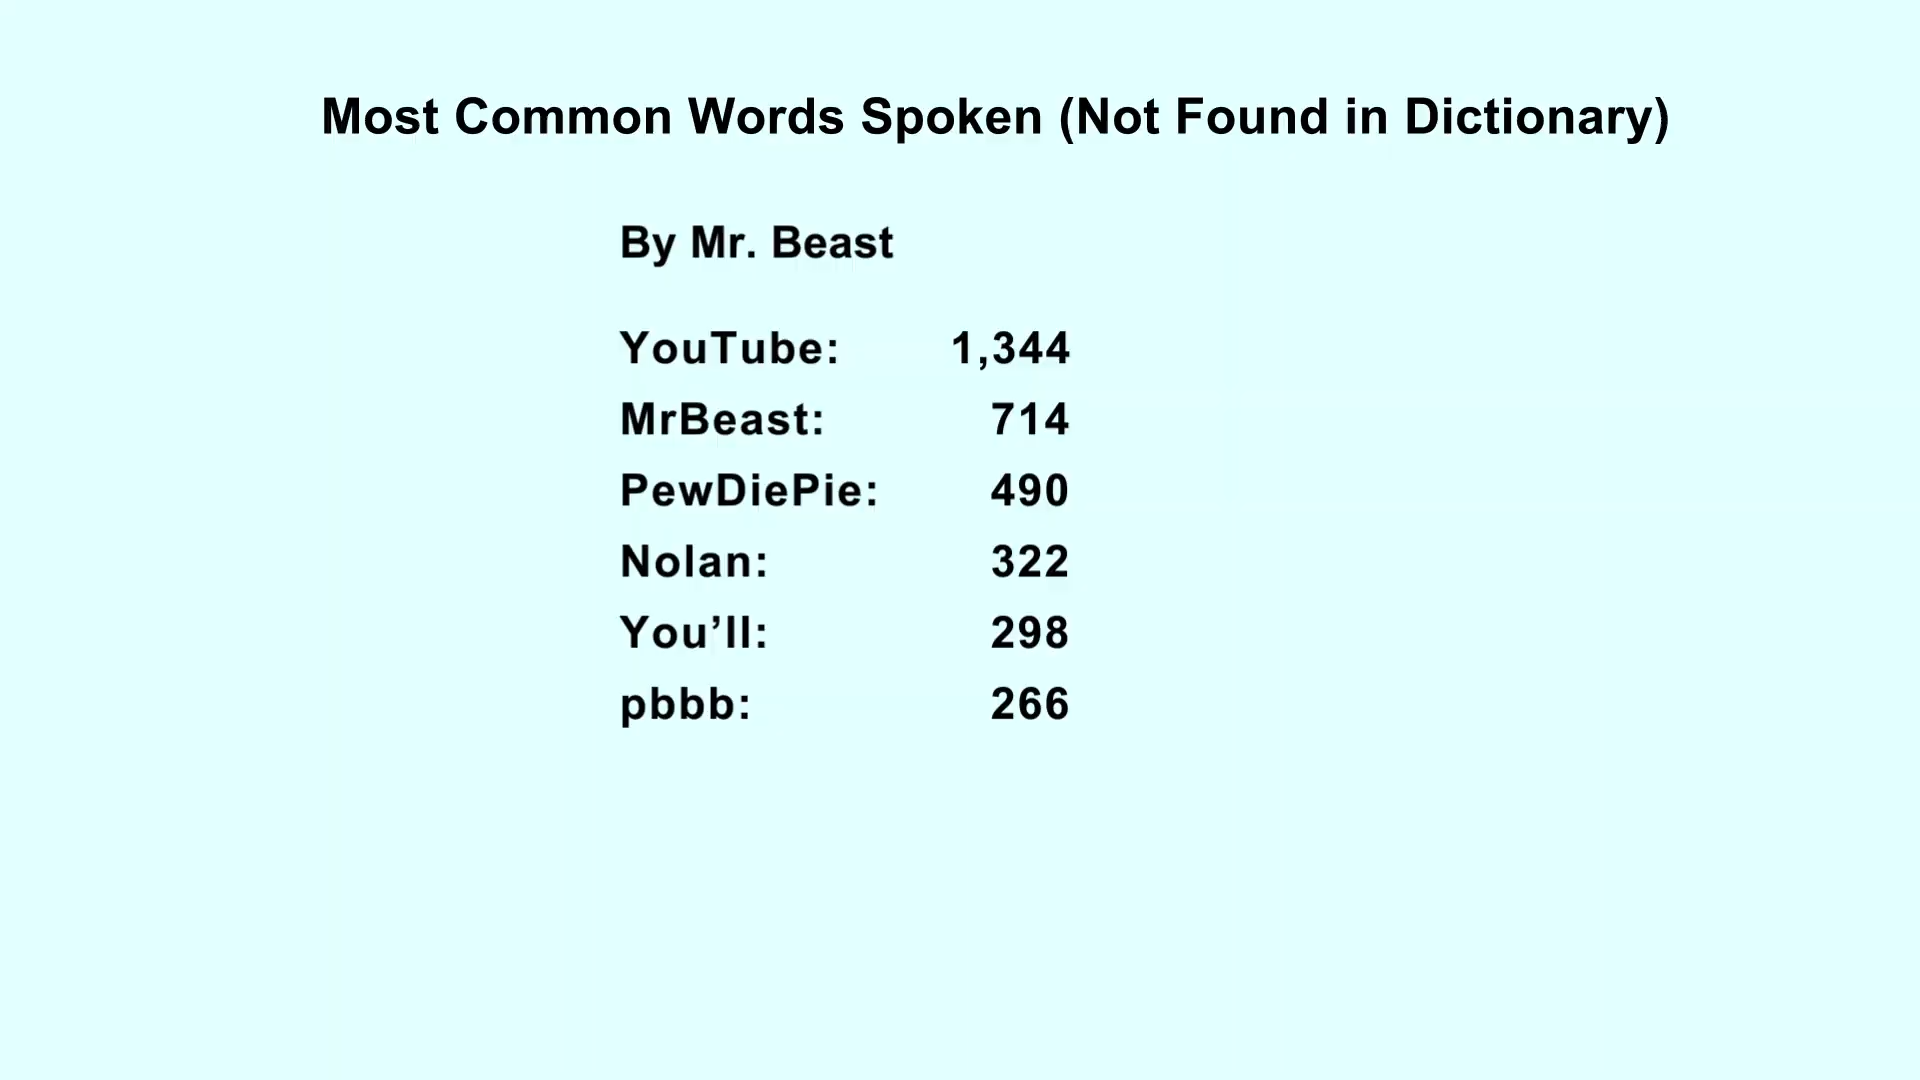 Most Common Words Spoken (Not Found in Dictionary)
By Mr. Beast
YouTube: 1,344
MrBeast: 714
PewDiePie: 490
Nolan: 322
You’ll: 298
pbbb: 266